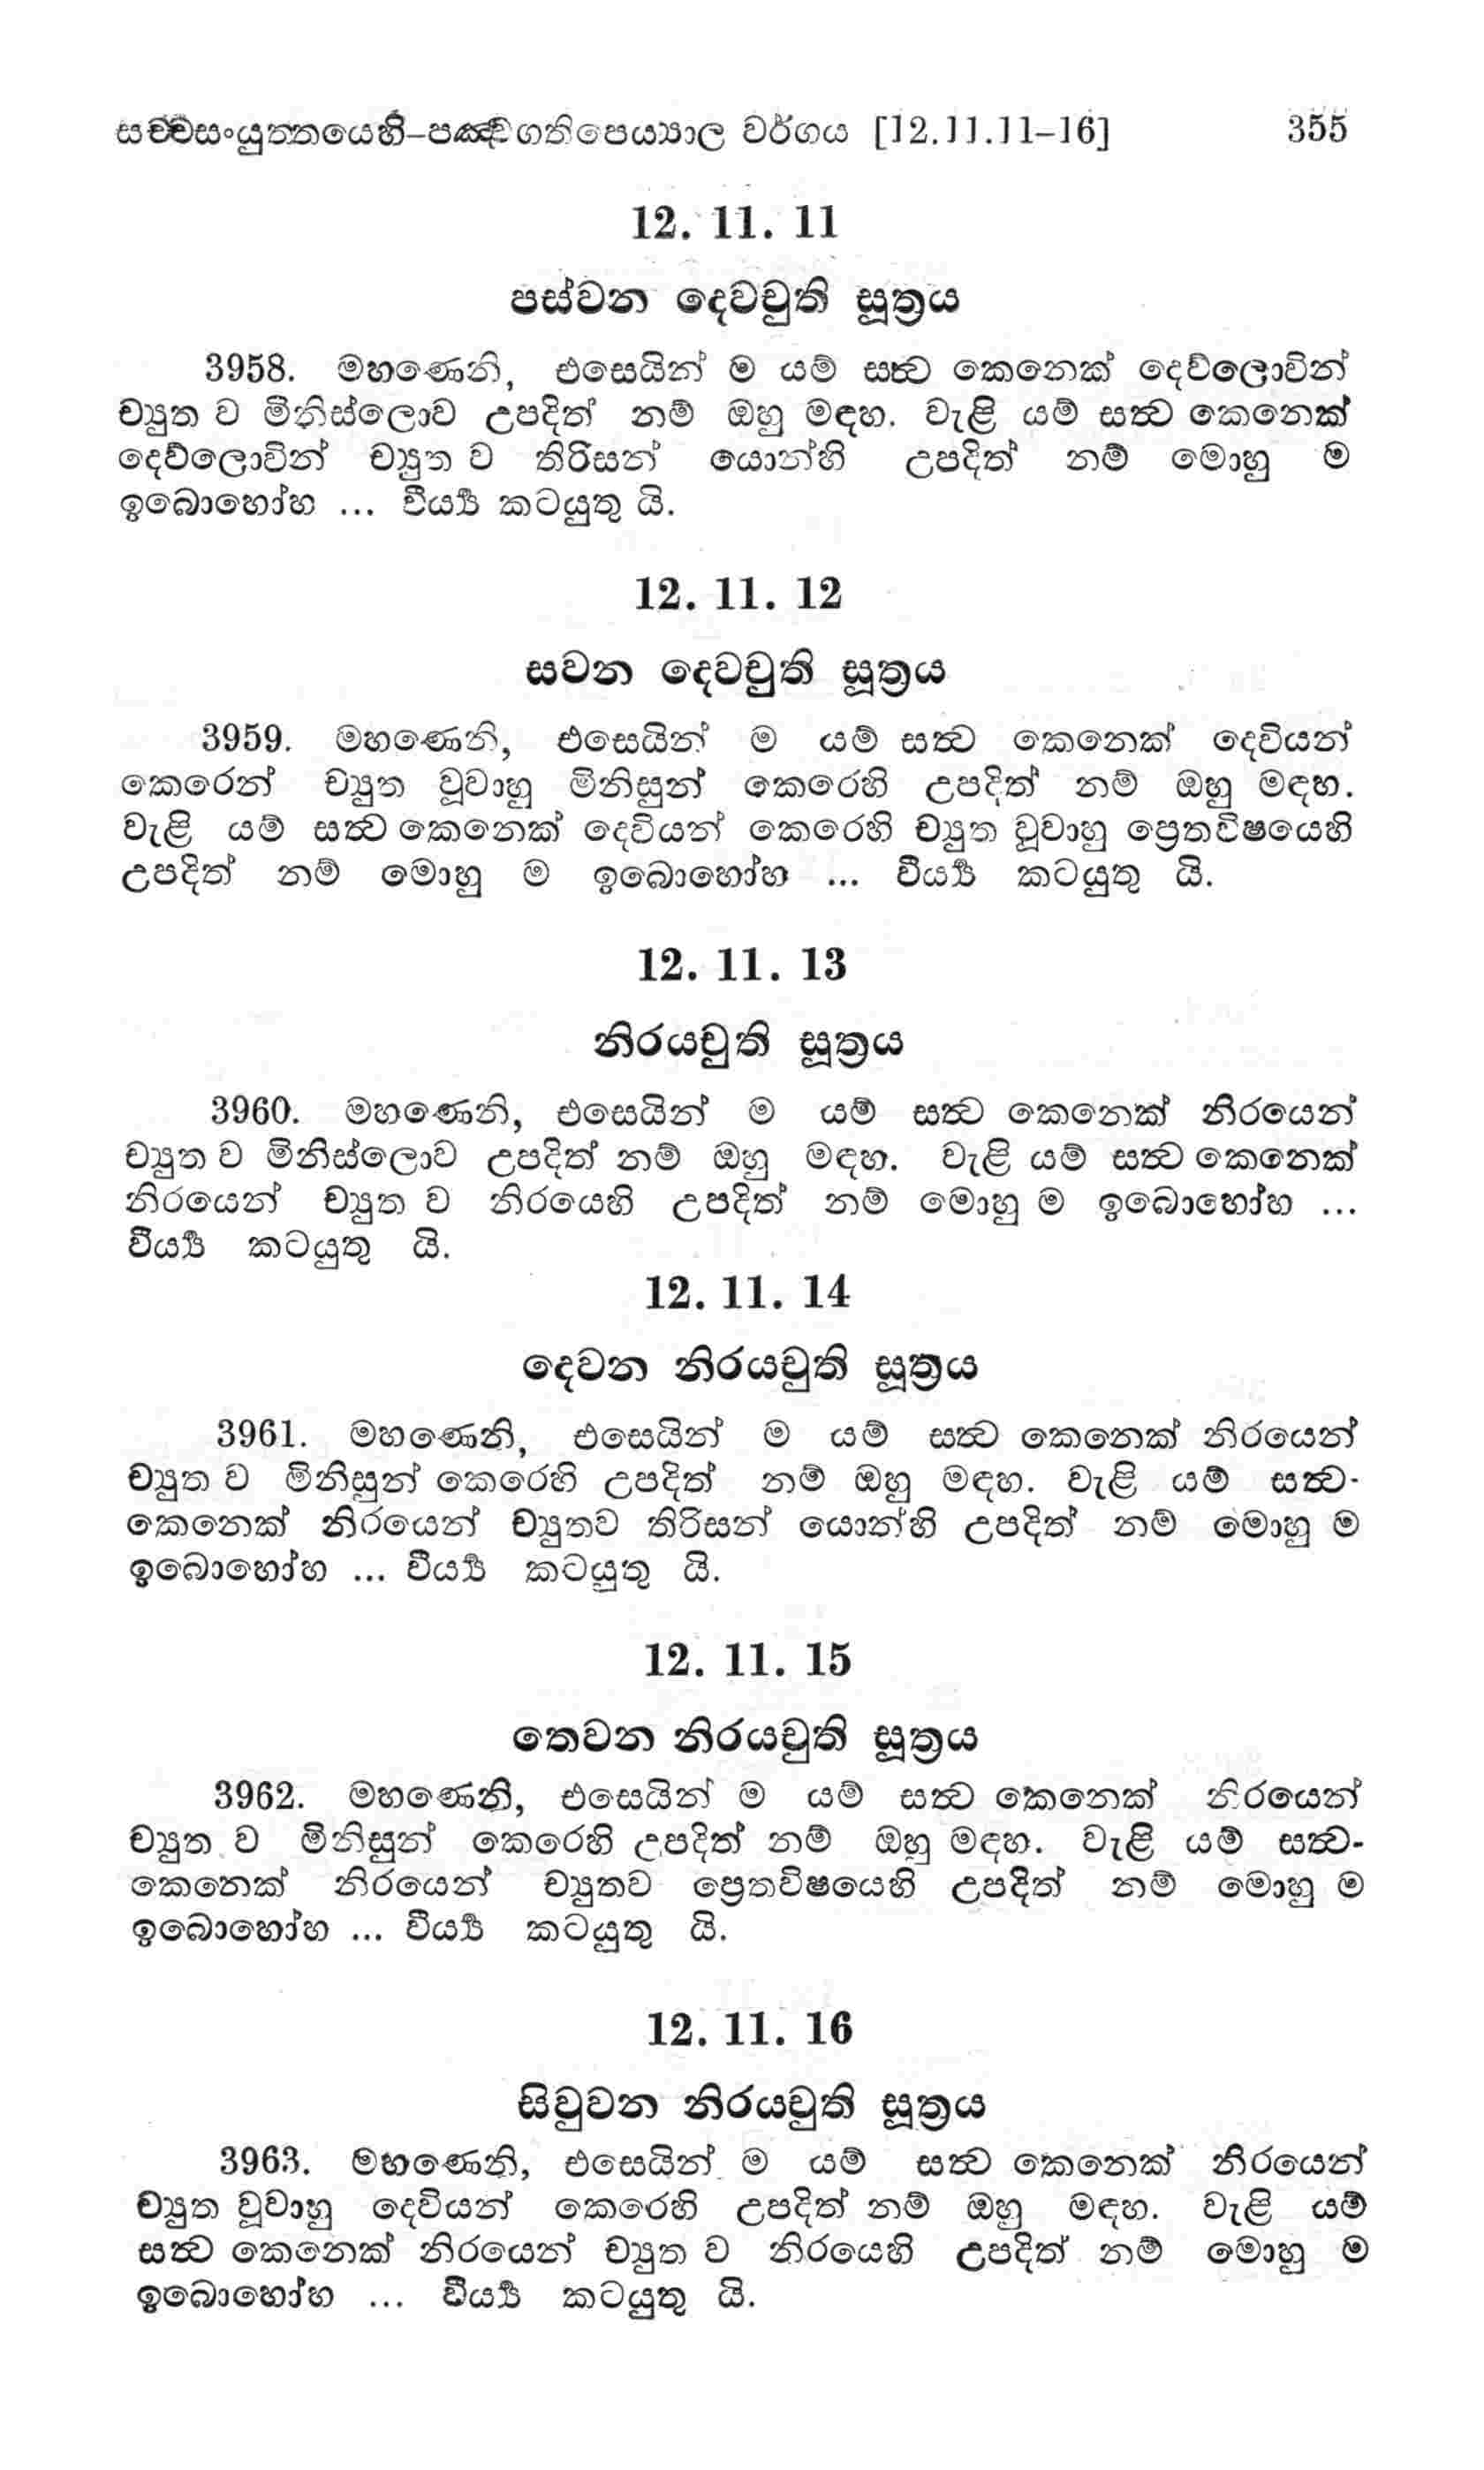 සච්චසංයුත්තයෙහි–පඤ්චගතිපෙය්‍යාල වර්ගය [12.11.11–16] 355
12. 11. 11
පස්වන දෙවචුති සූත්‍රය
3958. මහණෙනි, එසෙයින් ම යම් සත්‍ව කෙනෙක් දෙව්ලොවින්
ච්‍යුත ව මිනිස්ලොව උපදිත් නම් ඔහු මඳහ. වැළි යම් සත්‍ව කෙනෙක්
දෙව්ලොවින් ච්‍යුත ව තිරිසන් යොන්හි උපදිත් නම් මොහු ම
ඉබොහෝහ ... වීර්‍ය්‍ය කටයුතු යි.
12. 11. 12
සවන දෙවචුති සූත්‍රය
3959. මහණෙනි, එසෙයින් ම යම් සත්‍ව කෙනෙක් දෙවියන්
කෙරෙන් ච්‍යුත වූවාහු මිනිසුන් කෙරෙහි උපදිත් නම් ඔහු මඳහ.
වැළි යම් සත්‍ව කෙනෙක් දෙවියන් කෙරෙහි ච්‍යුත වූවාහු ප්‍රෙතවිෂයෙහි
උපදිත් නම් මොහු ම ඉබොහෝහ ... වීර්‍ය්‍ය කටයුතු යි.
12. 11. 13
නිරයචුති සූත්‍රය
3960. මහණෙනි, එසෙයින් ම යම් සත්‍ව කෙනෙක් නිරයෙන්
ච්‍යුත ව මිනිස්ලොව උපදිත් නම් ඔහු මඳහ. වැළි යම් සත්‍ව කෙනෙක්
නිරයෙන් ච්‍යුත ව නිරයෙහි උපදිත් නම් මොහු ම ඉබොහෝහ ...
වීර්‍ය්‍ය කටයුතු යි.
12. 11. 14
දෙවන නිරයචුති සූත්‍රය
3961. මහණෙනි, එසෙයින් ම යම් සත්‍ව කෙනෙක් නිරයෙන්
ච්‍යුත ව මිනිසුන් කෙරෙහි උපදිත් නම් ඔහු මඳහ. වැළි යම් සත්‍ව-
කෙනෙක් නිරයෙන් ච්‍යුතව තිරිසන් යොන්හි උපදිත් නම් මොහු ම
ඉබොහෝහ ... වීර්‍ය්‍ය කටයුතු යි.
12. 11. 15
තෙවන නිරයචුති සූත්‍රය
3962. මහණෙනි, එසෙයින් ම යම් සත්‍ව කෙනෙක් නිරයෙන්
ච්‍යුත ව මිනිසුන් කෙරෙහි උපදිත් නම් ඔහු මඳහ. වැළි යම් සත්‍ව-
කෙනෙක් නිරයෙන් ච්‍යුතව ප්‍රෙතවිෂයෙහි උපදිත් නම් මොහු ම
ඉබොහෝහ ... වීර්‍ය්‍ය කටයුතු යි.
12. 11. 16
සිවුවන නිරයචුති සූත්‍රය
3963. මහණෙනි, එසෙයින් ම යම් සත්‍ව කෙනෙක් නිරයෙන්
ච්‍යුත වූවාහු දෙවියන් කෙරෙහි උපදිත් නම් ඔහු මඳහ. වැළි යම්
සත්‍ව කෙනෙක් නිරයෙන් ච්‍යුත ව නිරයෙහි උපදිත් නම් මොහු ම
ඉබොහෝහ ... වීර්‍ය්‍ය කටයුතු යි.